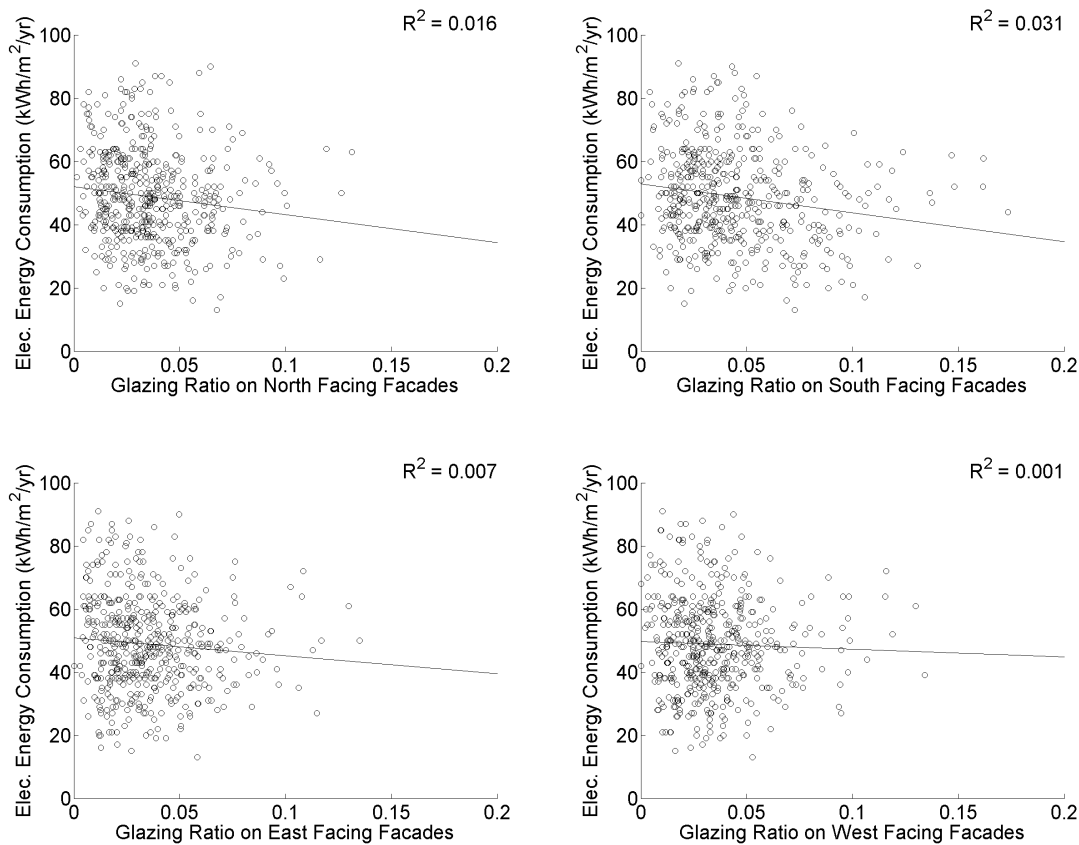 R² = 0.016
Elec. Energy Consumption (kWh/m²/yr)
100
80
60
40
20
0
0 0.05 0.1 0.15 0.2
Glazing Ratio on North Facing Facades
R² = 0.031
Elec. Energy Consumption (kWh/m²/yr)
100
80
60
40
20
0
0 0.05 0.1 0.15 0.2
Glazing Ratio on South Facing Facades
R² = 0.007
Elec. Energy Consumption (kWh/m²/yr)
100
80
60
40
20
0
0 0.05 0.1 0.15 0.2
Glazing Ratio on East Facing Facades
R² = 0.001
Elec. Energy Consumption (kWh/m²/yr)
100
80
60
40
20
0
0 0.05 0.1 0.15 0.2
Glazing Ratio on West Facing Facades